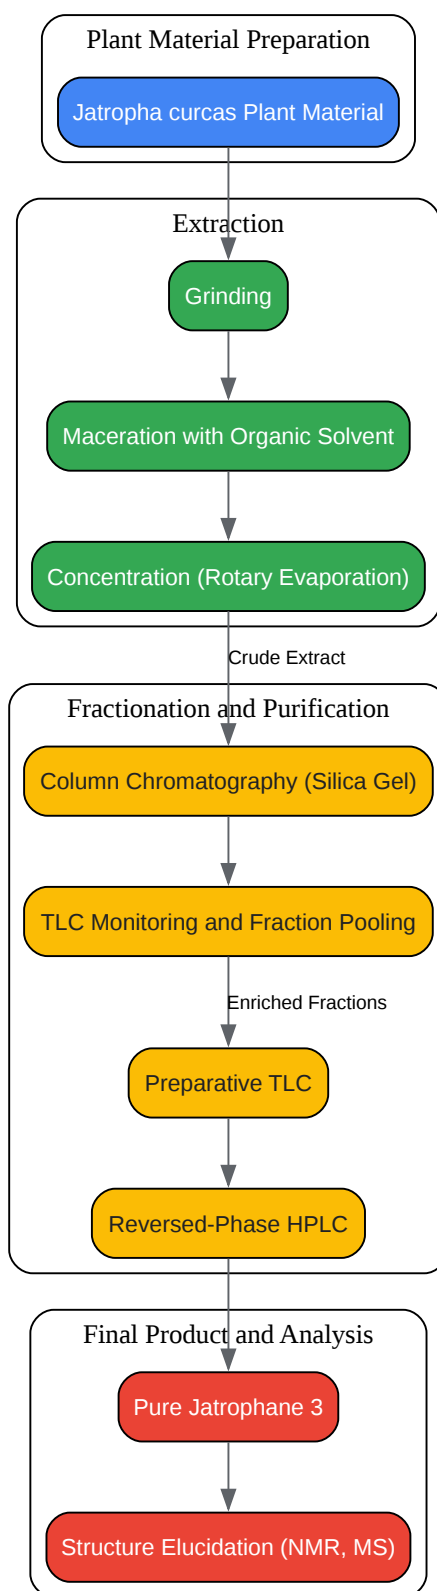 Plant Material Preparation
Jatropha curcas Plant Material
Extraction
Grinding
Maceration with Organic Solvent
Concentration (Rotary Evaporation)
Crude Extract
Fractionation and Purification
Column Chromatography (Silica Gel)
TLC Monitoring and Fraction Pooling
Enriched Fractions
Preparative TLC
Reversed-Phase HPLC
Final Product and Analysis
Pure Jatrophane 3
Structure Elucidation (NMR, MS)